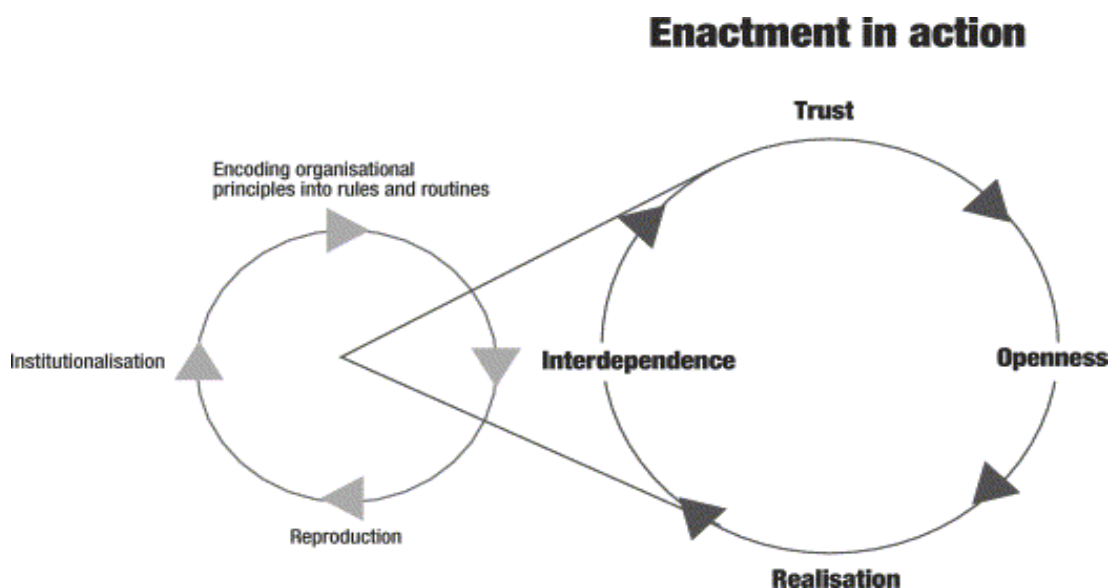 Enactment in action
Trust
Encoding organisational
principles into rules and routines
Institutionalisation
Interdependence
Openness
Reproduction
Realisation